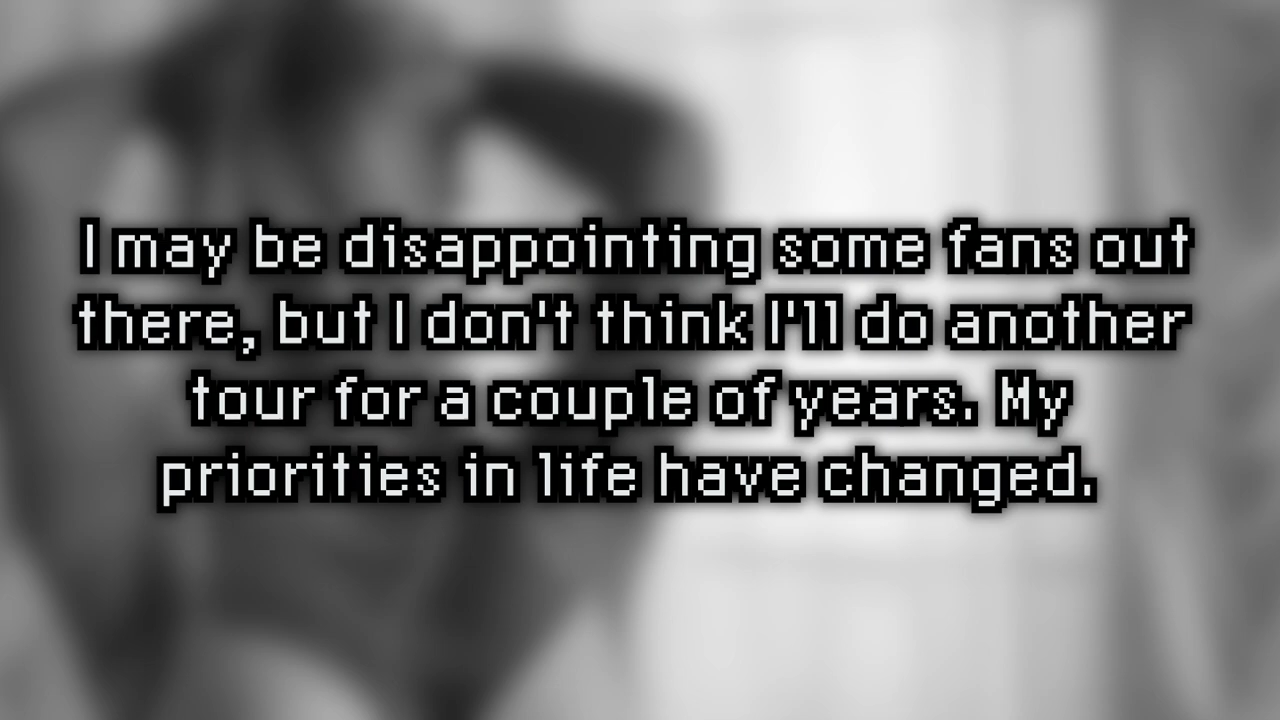 I may be disappointing some fans out
there, but I don't think I'll do another
tour for a couple of years. My
priorities in life have changed.